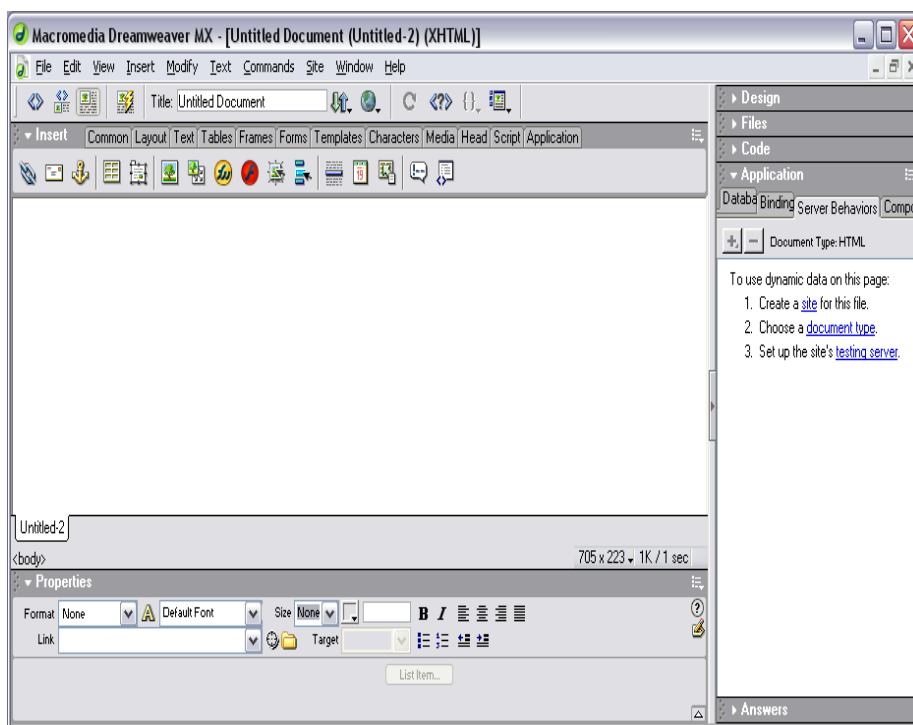 Macromedia Dreamweaver MX - [Untitled Document (Untitled-2) (XHTML)]
File Edit View Insert Modify Text Commands Site Window Help
Title: Untitled Document
Insert Common Layout Text Tables Frames Forms Templates Characters Media Head Script Application
Design
Files
Code
Application
Databa Binding Server Behaviors Compo
Document Type: HTML
To use dynamic data on this page:
1. Create a site for this file.
2. Choose a document type.
3. Set up the site's testing server.
Untitled-2
<body> 705 x 223 1K / 1 sec
Properties
Format None Default Font Size None B I
Link Target
List Item...
Answers